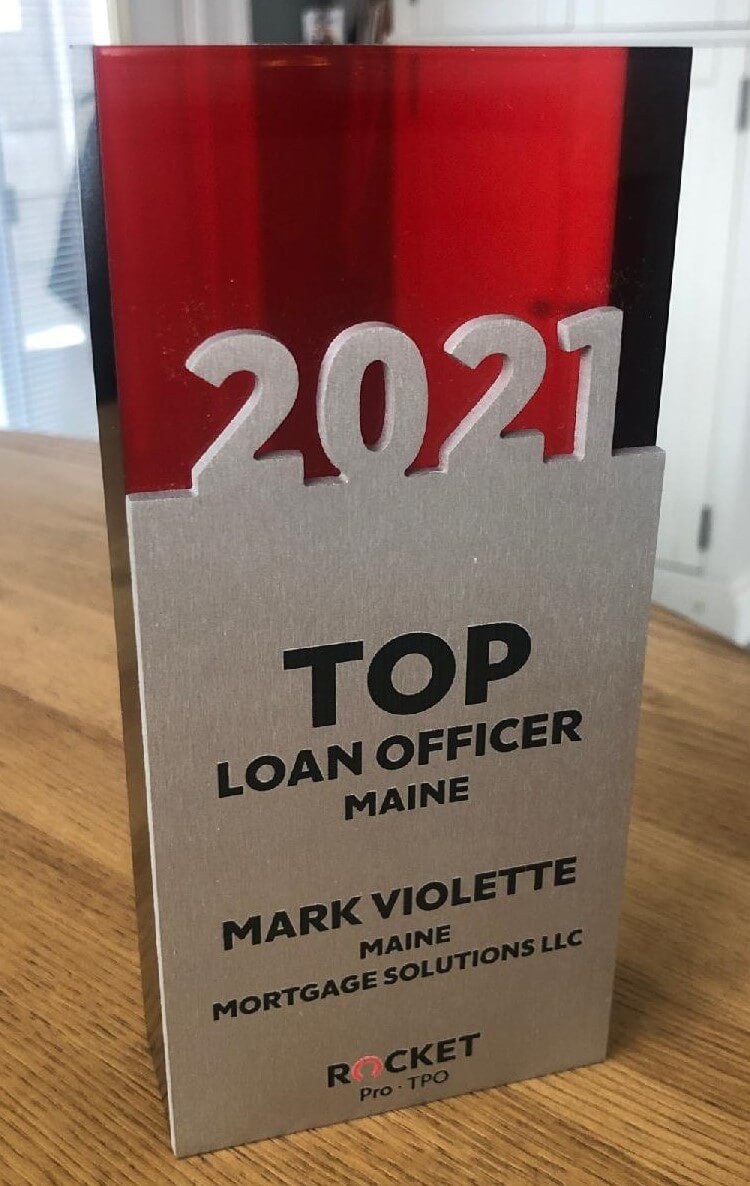 2021
TOP
LOAN OFFICER
MAINE
MARK VIOLETTE
MAINE
MORTGAGE SOLUTIONS LLC
ROCKET
Pro · TPO